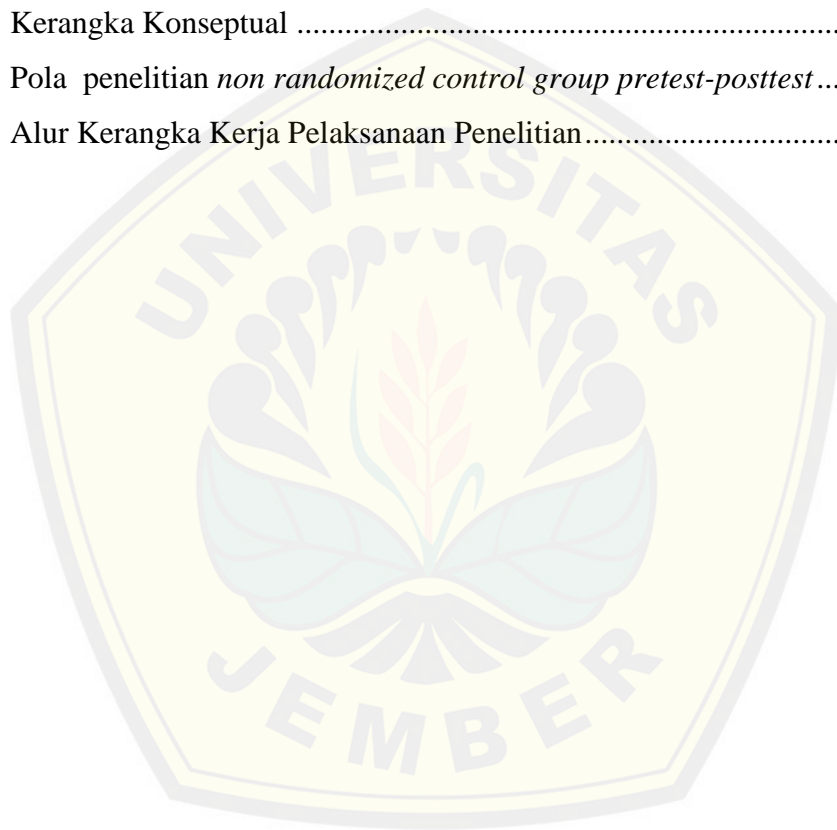 Kerangka Konseptual ................................................................
Pola  penelitian non randomized control group pretest-posttest ...
Alur Kerangka Kerja Pelaksanaan Penelitian ..............................
UNIVERSITAS
JEMBER